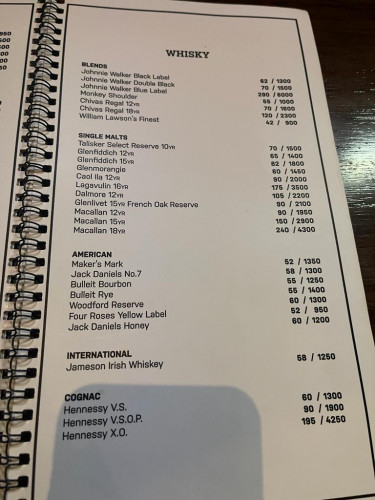 WHISKY
BLENDS
Johnnie Walker Black Label 62 / 1300
Johnnie Walker Double Black 70 / 1500
Johnnie Walker Blue Label 290 / 6000
Monkey Shoulder 55 / 1000
Chivas Regal 12YR 70 / 1600
Chivas Regal 18YR 120 / 2300
William Lawson's Finest 42 / 900
SINGLE MALTS
Talisker Select Reserve 10YR 70 / 1500
Glenfiddich 12YR 65 / 1400
Glenfiddich 15YR 82 / 1800
Glenmorangie 60 / 1450
Caol Ila 12YR 90 / 2000
Lagavulin 16YR 175 / 3500
Dalmore 12YR 105 / 2200
Glenlivet 15YR French Oak Reserve 90 / 2100
Macallan 12YR 90 / 1950
Macallan 15YR 150 / 2900
Macallan 18YR 240 / 4300
AMERICAN
Maker's Mark 52 / 1350
Jack Daniels No.7 58 / 1300
Bulleit Bourbon 55 / 1250
Bulleit Rye 55 / 1400
Woodford Reserve 60 / 1300
Four Roses Yellow Label 52 / 950
Jack Daniels Honey 60 / 1200
INTERNATIONAL
Jameson Irish Whiskey 58 / 1250
COGNAC
Hennessy V.S. 60 / 1300
Hennessy V.S.O.P. 90 / 1900
Hennessy X.O. 195 / 4250